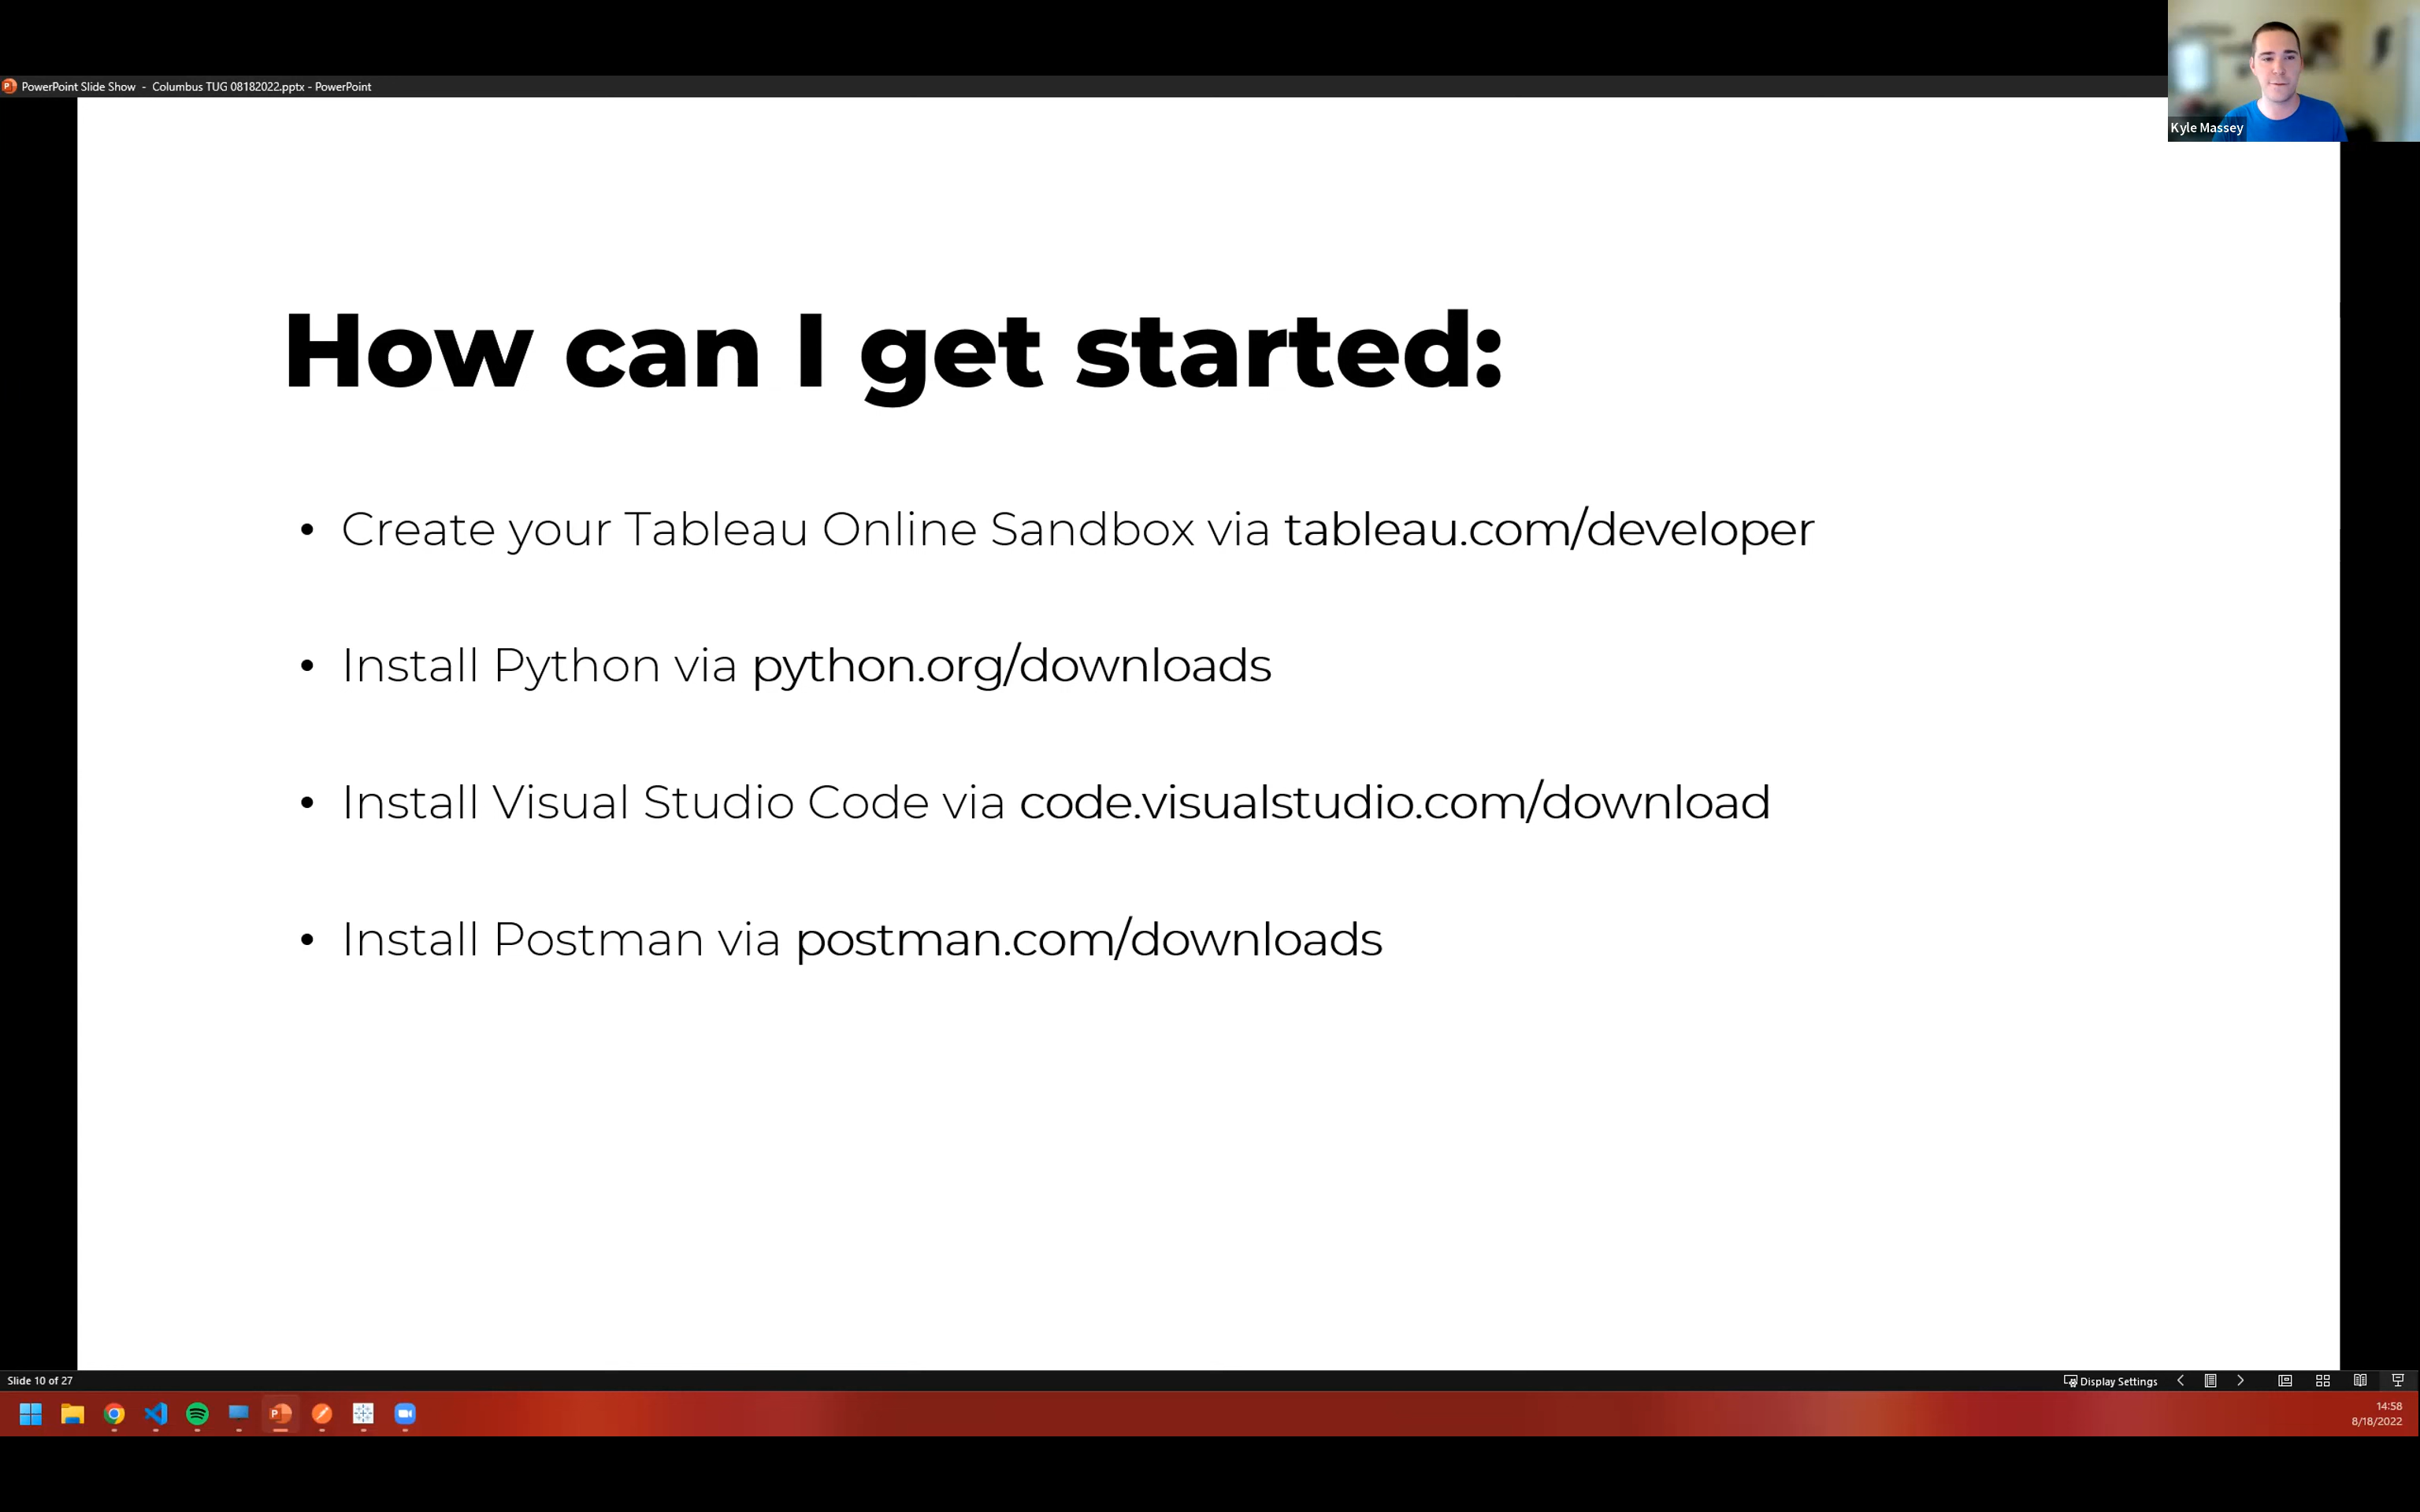 PowerPoint Slide Show - Columbus TUG 08182022.pptx - PowerPoint
Kyle Massey
How can I get started:
• Create your Tableau Online Sandbox via tableau.com/developer
• Install Python via python.org/downloads
• Install Visual Studio Code via code.visualstudio.com/download
• Install Postman via postman.com/downloads
Slide 10 of 27
Display Settings
14:58
8/18/2022